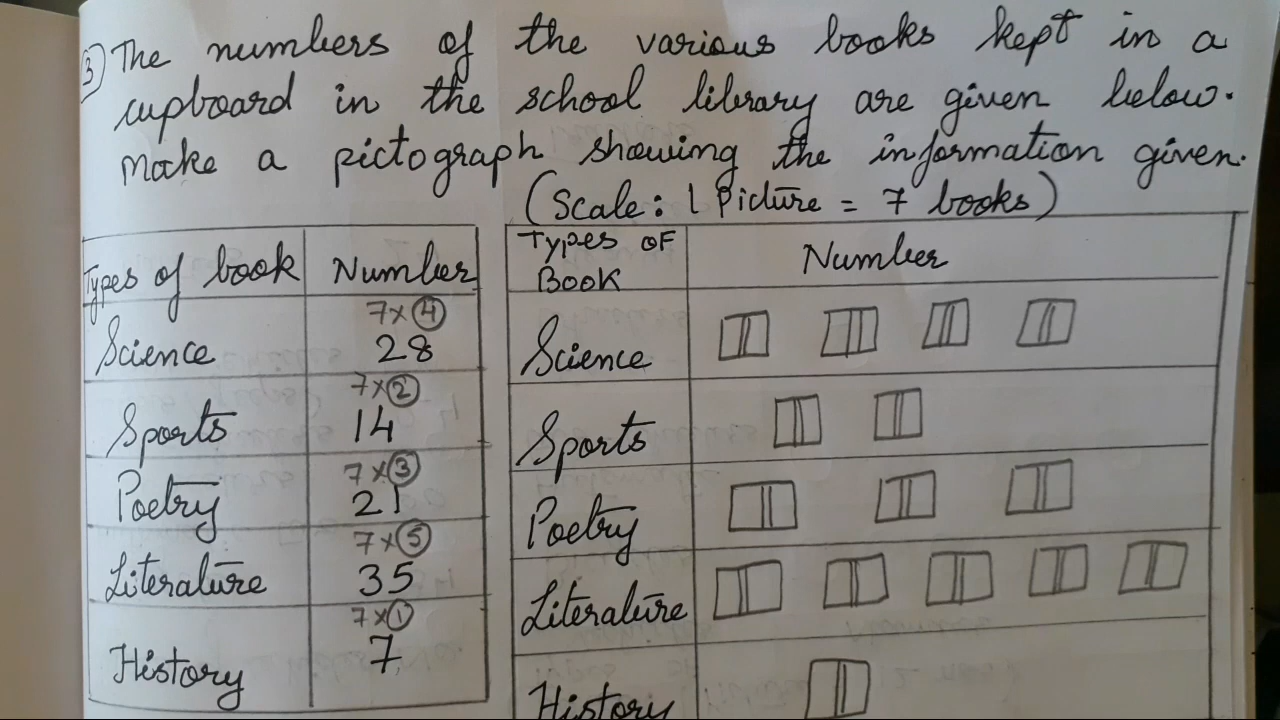 3) The numbers of the various books kept in a
cupboard in the school library are given below.
Make a pictograph showing the information given.
(Scale: 1 Picture = 7 books)
Types of book Number
7×4
Science 28
7×2
Sports 14
7×3
Poetry 21
7×5
Literature 35
7×1
History 7
Types of Number
Book
Science
Sports
Poetry
Literature
History